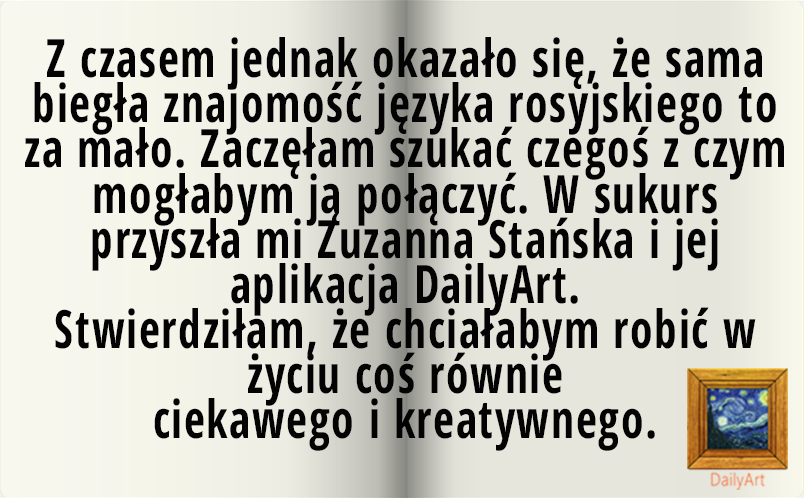 Z czasem jednak okazało się, że sama
biegła znajomość języka rosyjskiego to
za mało. Zaczęłam szukać czegoś z czym
mogłabym ją połączyć. W sukurs
przyszła mi Zuzanna Stańska i jej
aplikacja DailyArt.
Stwierdziłam, że chciałabym robić w
życiu coś równie
ciekawego i kreatywnego.
DailyArt